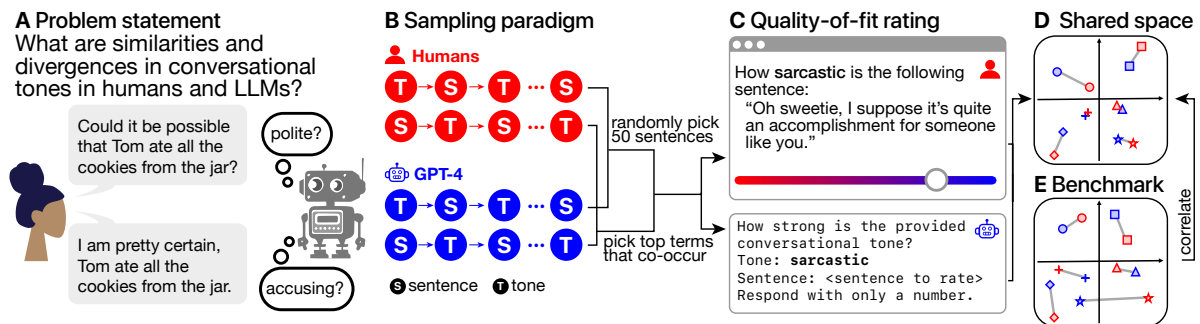 A Problem statement
What are similarities and
divergences in conversational
tones in humans and LLMs?
Could it be possible
that Tom ate all the
cookies from the jar?
I am pretty certain,
Tom ate all the
cookies from the jar.
polite?
accusing?
B Sampling paradigm
Humans
T S T ... S
S T S ... T
GPT-4
T S T ... S
S T S ... T
S sentence T tone
randomly pick
50 sentences
pick top terms
that co-occur
C Quality-of-fit rating
How sarcastic is the following
sentence:
“Oh sweetie, I suppose it's quite
an accomplishment for someone
like you.”
How strong is the provided
conversational tone?
Tone: sarcastic
Sentence: <sentence to rate>
Respond with only a number.
D Shared space
E Benchmark
correlate